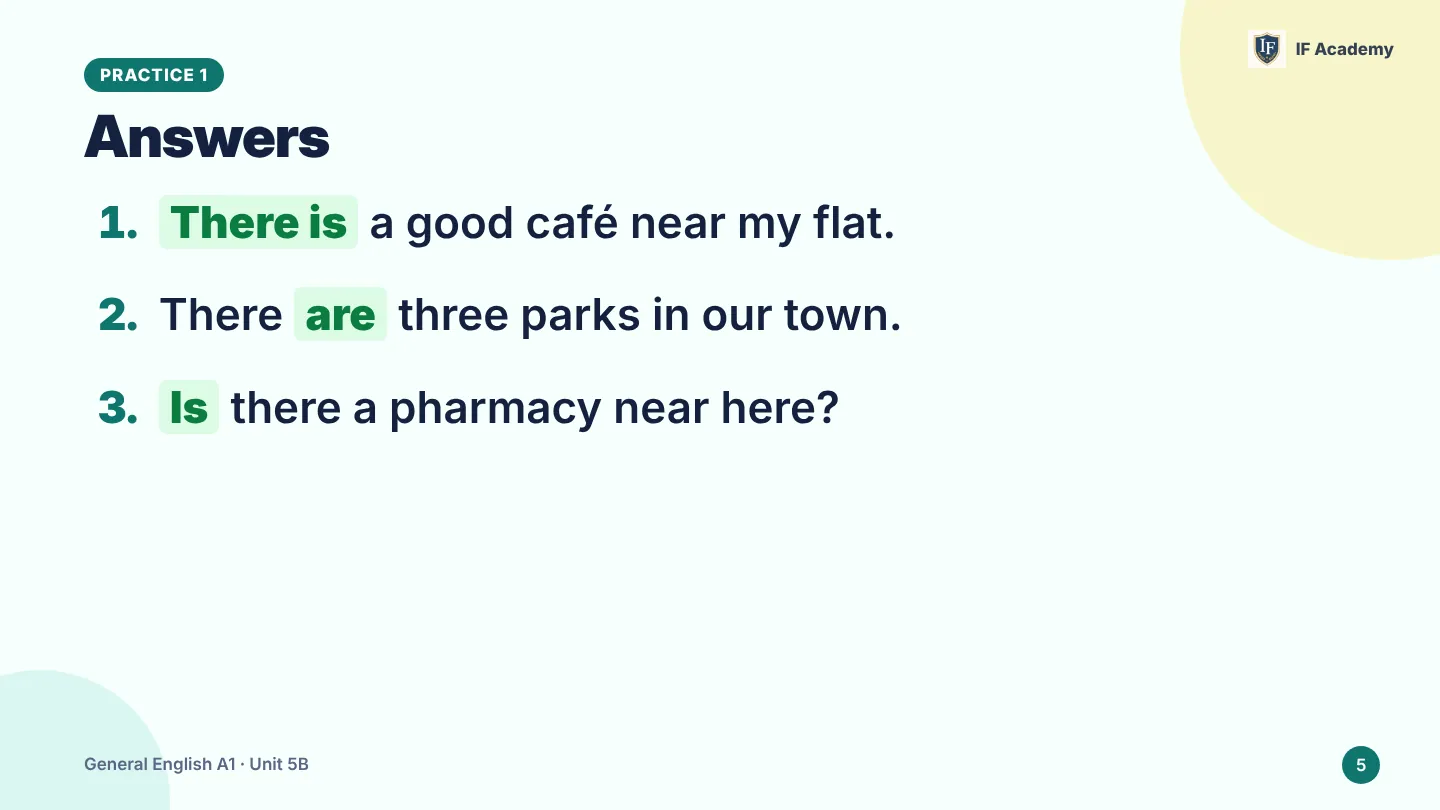 IF
IF Academy
PRACTICE 1
Answers
1. There is a good café near my flat.
2. There are three parks in our town.
3. Is there a pharmacy near here?
General English A1 · Unit 5B
5